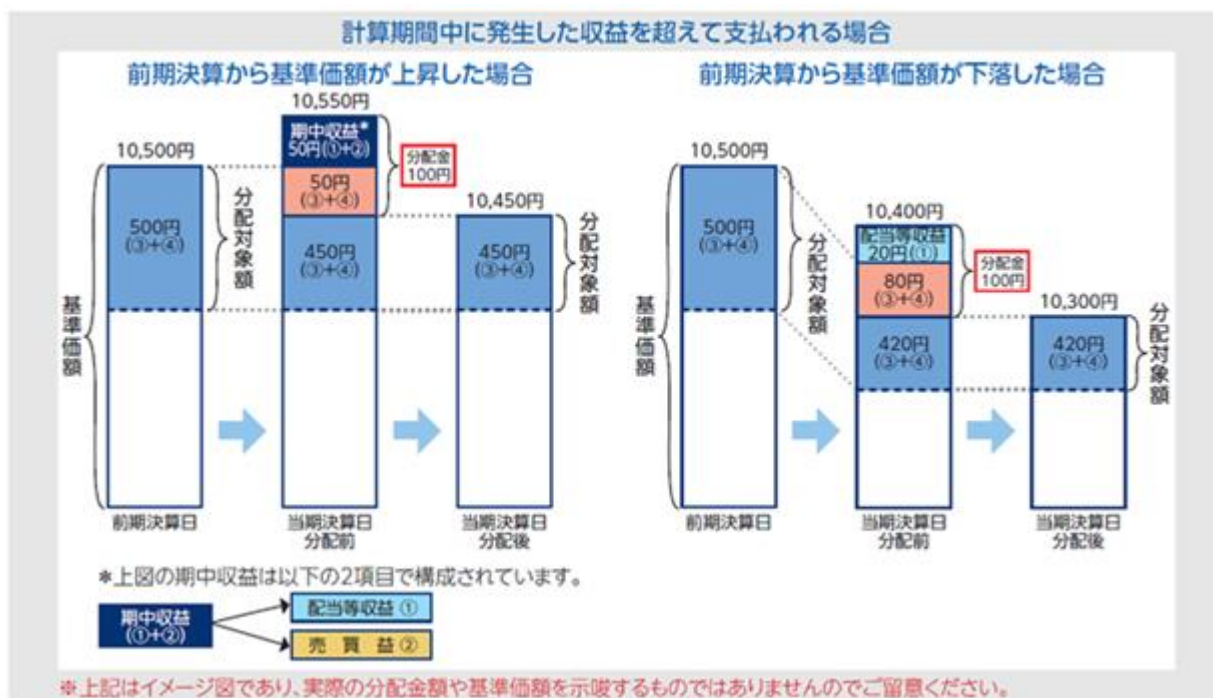 計算期間中に発生した収益を超えて支払われる場合
前期決算から基準価額が上昇した場合
10,550円
期中収益*
50円(①+②)
分配金
100円
10,500円
50円
(③+④)
10,450円
500円
(③+④)
分配対象額
450円
(③+④)
450円
(③+④)
分配対象額
基準価額
前期決算日
当期決算日
分配前
当期決算日
分配後
前期決算から基準価額が下落した場合
10,500円
10,400円
500円
(③+④)
分配対象額
配当等収益
20円(①)
分配金
100円
80円
(③+④)
10,300円
420円
(③+④)
420円
(③+④)
分配対象額
基準価額
前期決算日
当期決算日
分配前
当期決算日
分配後
*上図の期中収益は以下の2項目で構成されています。
期中収益
(①+②)
配当等収益 ①
売 買 益 ②
※上記はイメージ図であり、実際の分配金額や基準価額を示唆するものではありませんのでご留意ください。